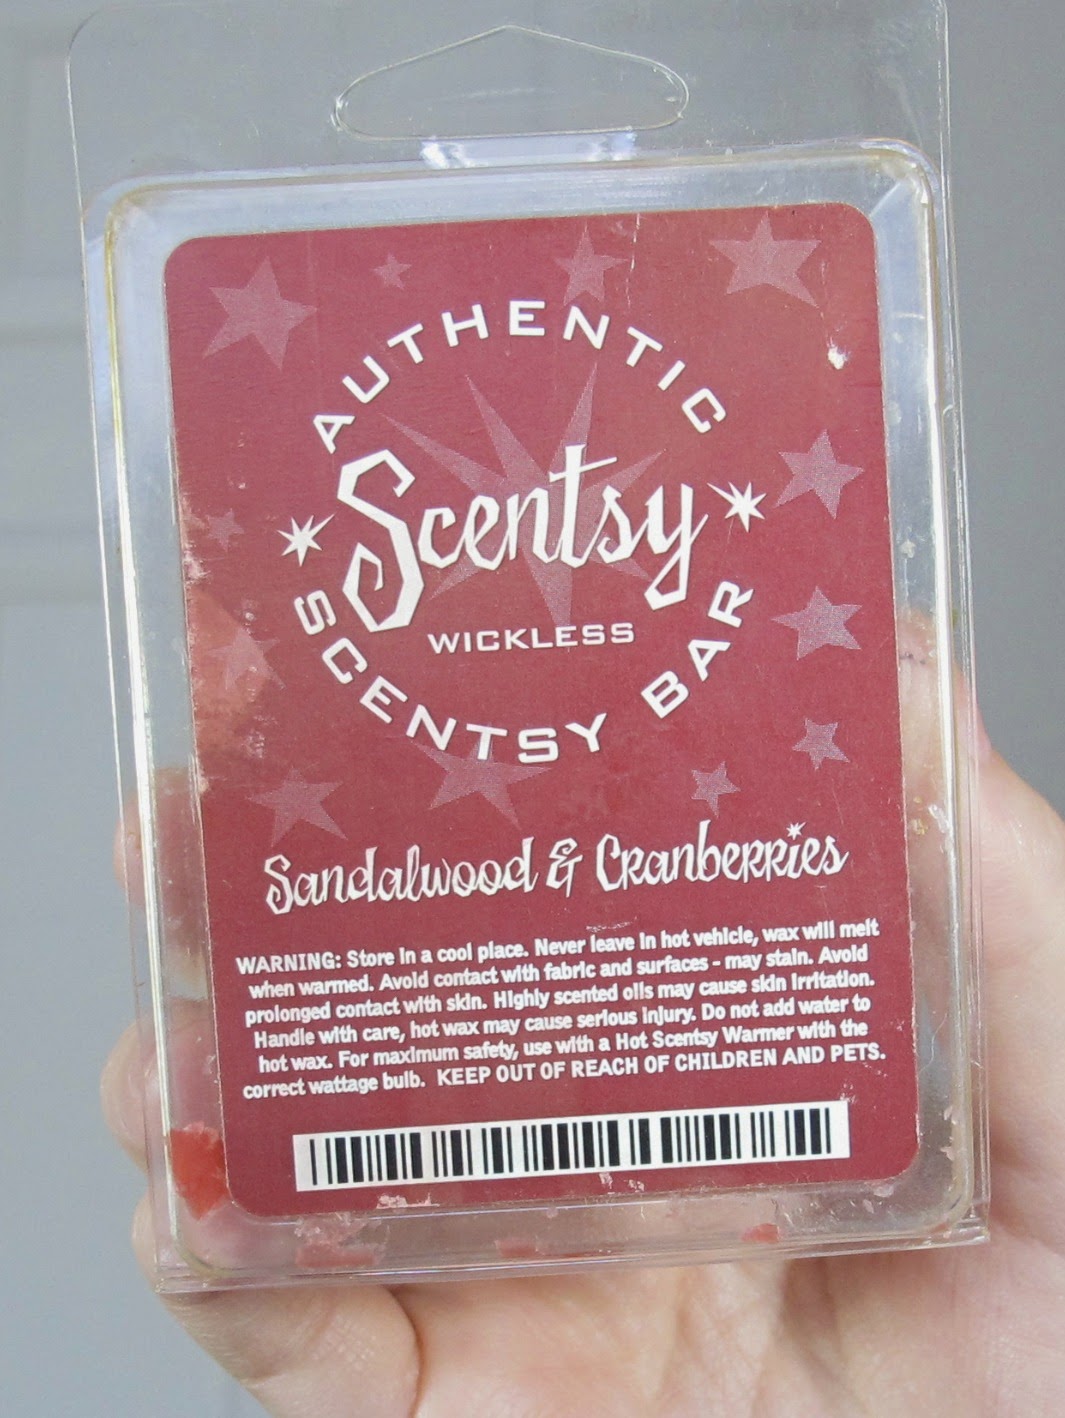 AUTHENTIC
Scentsy
WICKLESS
SCENTSY BAR
Sandalwood & Cranberries
WARNING: Store in a cool place. Never leave in hot vehicle, wax will melt
when warmed. Avoid contact with fabric and surfaces - may stain. Avoid
prolonged contact with skin. Highly scented oils may cause skin irritation.
Handle with care, hot wax may cause serious injury. Do not add water to
hot wax. For maximum safety, use with a Hot Scentsy Warmer with the
correct wattage bulb. KEEP OUT OF REACH OF CHILDREN AND PETS.